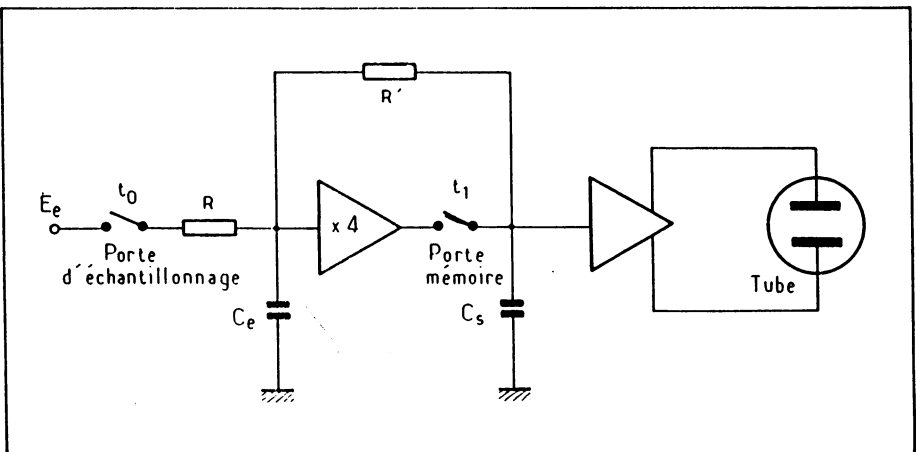 R´
Ee
t0
R
x 4
t1
Porte
d´échantillonnage
Porte
mémoire
Ce
Cs
Tube